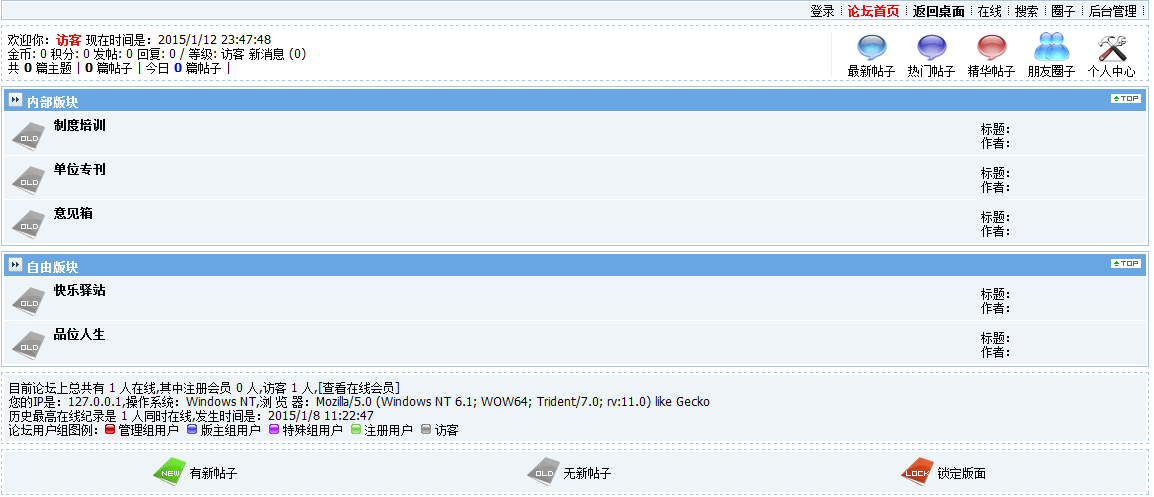 登录 ┆ 论坛首页 ┆ 返回桌面 ┆ 在线 ┆ 搜索 ┆ 圈子 ┆ 后台管理 ┆
欢迎你：访客 现在时间是：2015/1/12 23:47:48
金币: 0 积分: 0 发帖: 0 回复: 0 / 等级: 访客 新消息 (0)
共 0 篇主题 | 0 篇帖子 | 今日 0 篇帖子 |
最新帖子 热门帖子 精华帖子 朋友圈子 个人中心
内部版块 TOP
OLD 制度培训
标题：
作者：
OLD 单位专刊
标题：
作者：
OLD 意见箱
标题：
作者：
自由版块 TOP
OLD 快乐驿站
标题：
作者：
OLD 品位人生
标题：
作者：
目前论坛上总共有 1 人在线,其中注册会员 0 人,访客 1 人,[查看在线会员]
您的IP是：127.0.0.1,操作系统：Windows NT,浏 览 器：Mozilla/5.0 (Windows NT 6.1; WOW64; Trident/7.0; rv:11.0) like Gecko
历史最高在线纪录是 1 人同时在线,发生时间是：2015/1/8 11:22:47
论坛用户组图例： 管理组用户 版主组用户 特殊组用户 注册用户 访客
NEW 有新帖子 OLD 无新帖子 LOCK 锁定版面